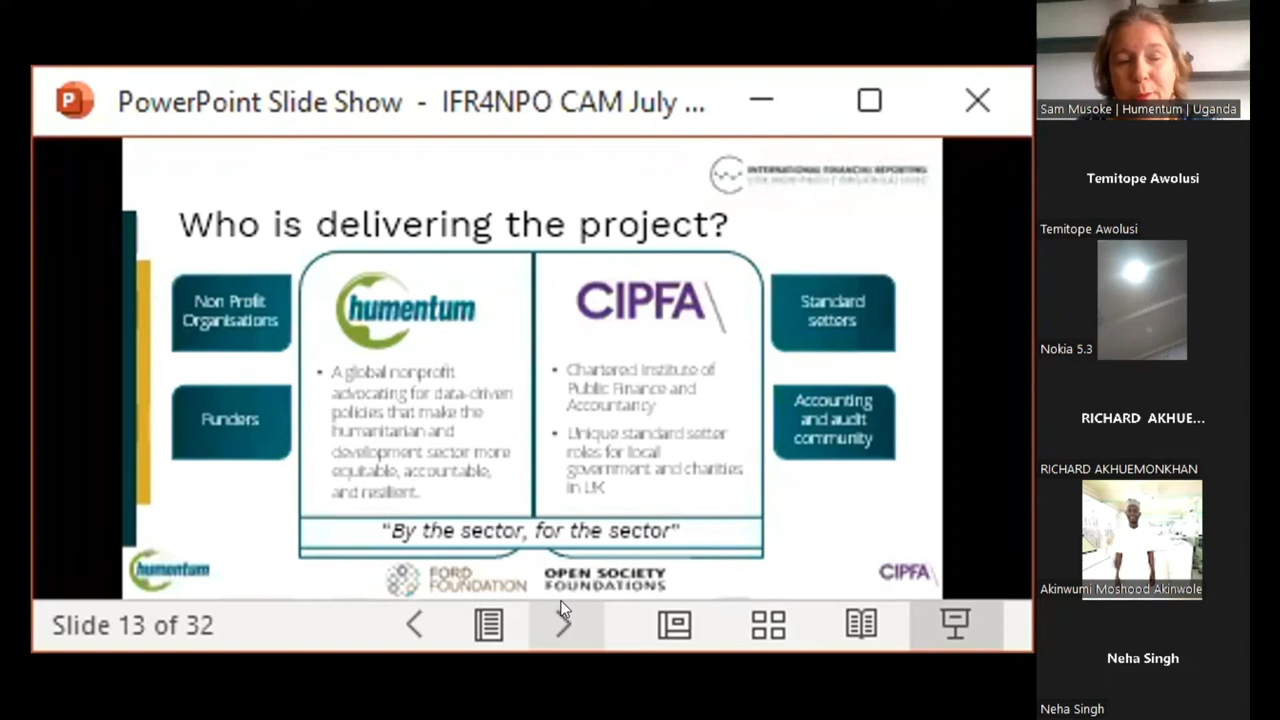 PowerPoint Slide Show - IFR4NPO CAM July ...
INTERNATIONAL FINANCIAL REPORTING
Who is delivering the project?
Non Profit
Organisations
Funders
humentum
• A global nonprofit
advocating for data-driven
policies that make the
humanitarian and
development sector more
equitable, accountable,
and resilient.
CIPFA
• Chartered Institute of
Public Finance and
Accountancy
• Unique standard setter
roles for local
government and charities
in UK
Standard
setters
Accounting
and audit
community
"By the sector, for the sector"
humentum
FORD
FOUNDATION
OPEN SOCIETY
FOUNDATIONS
CIPFA
Slide 13 of 32
Sam Musoke | Humentum | Uganda
Temitope Awolusi
Temitope Awolusi
Nokia 5.3
RICHARD AKHUE...
RICHARD AKHUEMONKHAN
Akinwumi Moshood Akinwole
Neha Singh
Neha Singh